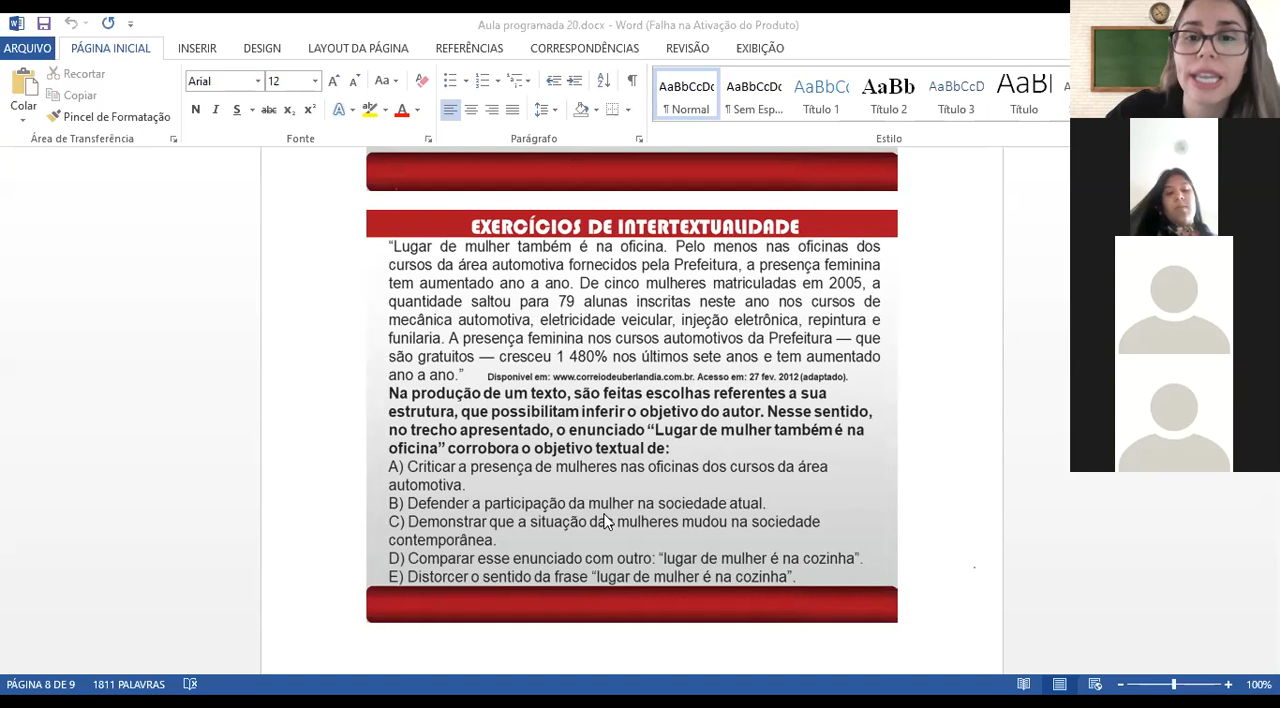 Aula programada 20.docx - Word (Falha na Ativação do Produto)
ARQUIVO PÁGINA INICIAL INSERIR DESIGN LAYOUT DA PÁGINA REFERÊNCIAS CORRESPONDÊNCIAS REVISÃO EXIBIÇÃO
Colar
Recortar
Copiar
Pincel de Formatação
Área de Transferência
Arial 12
Aa
N I S abc x₂ x²
A A
Fonte
Parágrafo
AaBbCcDc AaBbCcDc AaBbCc AaBb AaBbCcD AaBl
¶ Normal ¶ Sem Esp... Título 1 Título 2 Título 3 Título
Estilo
EXERCÍCIOS DE INTERTEXTUALIDADE
“Lugar de mulher também é na oficina. Pelo menos nas oficinas dos
cursos da área automotiva fornecidos pela Prefeitura, a presença feminina
tem aumentado ano a ano. De cinco mulheres matriculadas em 2005, a
quantidade saltou para 79 alunas inscritas neste ano nos cursos de
mecânica automotiva, eletricidade veicular, injeção eletrônica, repintura e
funilaria. A presença feminina nos cursos automotivos da Prefeitura — que
são gratuitos — cresceu 1 480% nos últimos sete anos e tem aumentado
ano a ano.” Disponível em: www.correiodeuberlandia.com.br. Acesso em: 27 fev. 2012 (adaptado).
Na produção de um texto, são feitas escolhas referentes a sua
estrutura, que possibilitam inferir o objetivo do autor. Nesse sentido,
no trecho apresentado, o enunciado “Lugar de mulher também é na
oficina” corrobora o objetivo textual de:
A) Criticar a presença de mulheres nas oficinas dos cursos da área
automotiva.
B) Defender a participação da mulher na sociedade atual.
C) Demonstrar que a situação das mulheres mudou na sociedade
contemporânea.
D) Comparar esse enunciado com outro: “lugar de mulher é na cozinha”.
E) Distorcer o sentido da frase “lugar de mulher é na cozinha”.
PÁGINA 8 DE 9 1811 PALAVRAS 100%